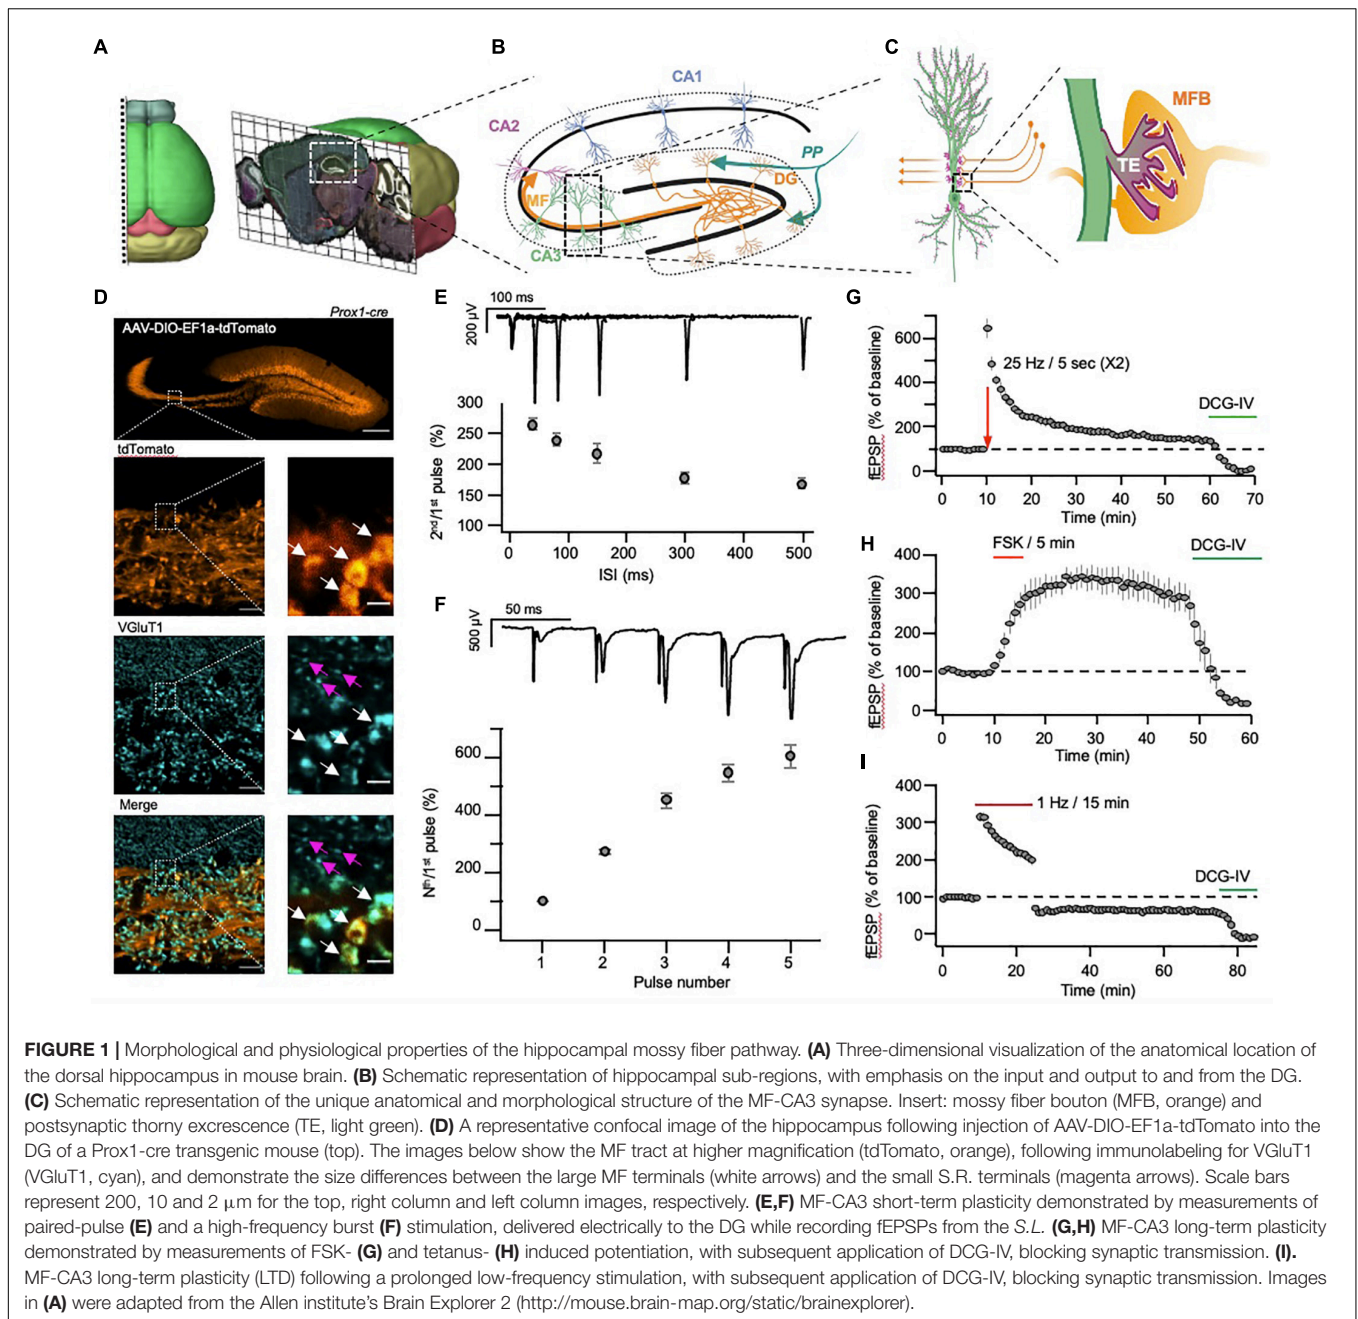 A
B
C
CA1
CA2
PP
DG
MF
CA3
MFB
TE
D
Prox1-cre
AAV-DIO-EF1a-tdTomato
tdTomato
VGluT1
Merge
E
100 ms
200 µV
300
250
200
150
100
2nd/1st pulse (%)
0
100
200
300
400
500
ISI (ms)
F
50 ms
500 µV
600
400
200
0
Nth/1st pulse (%)
1
2
3
4
5
Pulse number
G
600
400
200
0
fEPSP (% of baseline)
25 Hz / 5 sec (X2)
DCG-IV
0
10
20
30
40
50
60
70
Time (min)
H
400
300
200
100
0
fEPSP (% of baseline)
FSK / 5 min
DCG-IV
0
10
20
30
40
50
60
Time (min)
I
400
300
200
100
0
fEPSP (% of baseline)
1 Hz / 15 min
DCG-IV
0
20
40
60
80
Time (min)
FIGURE 1 | Morphological and physiological properties of the hippocampal mossy fiber pathway. (A) Three-dimensional visualization of the anatomical location of
the dorsal hippocampus in mouse brain. (B) Schematic representation of hippocampal sub-regions, with emphasis on the input and output to and from the DG.
(C) Schematic representation of the unique anatomical and morphological structure of the MF-CA3 synapse. Insert: mossy fiber bouton (MFB, orange) and
postsynaptic thorny excrescence (TE, light green). (D) A representative confocal image of the hippocampus following injection of AAV-DIO-EF1a-tdTomato into the
DG of a Prox1-cre transgenic mouse (top). The images below show the MF tract at higher magnification (tdTomato, orange), following immunolabeling for VGluT1
(VGluT1, cyan), and demonstrate the size differences between the large MF terminals (white arrows) and the small S.R. terminals (magenta arrows). Scale bars
represent 200, 10 and 2 µm for the top, right column and left column images, respectively. (E,F) MF-CA3 short-term plasticity demonstrated by measurements of
paired-pulse (E) and a high-frequency burst (F) stimulation, delivered electrically to the DG while recording fEPSPs from the S.L. (G,H) MF-CA3 long-term plasticity
demonstrated by measurements of FSK- (G) and tetanus- (H) induced potentiation, with subsequent application of DCG-IV, blocking synaptic transmission. (I).
MF-CA3 long-term plasticity (LTD) following a prolonged low-frequency stimulation, with subsequent application of DCG-IV, blocking synaptic transmission. Images
in (A) were adapted from the Allen institute's Brain Explorer 2 (http://mouse.brain-map.org/static/brainexplorer).